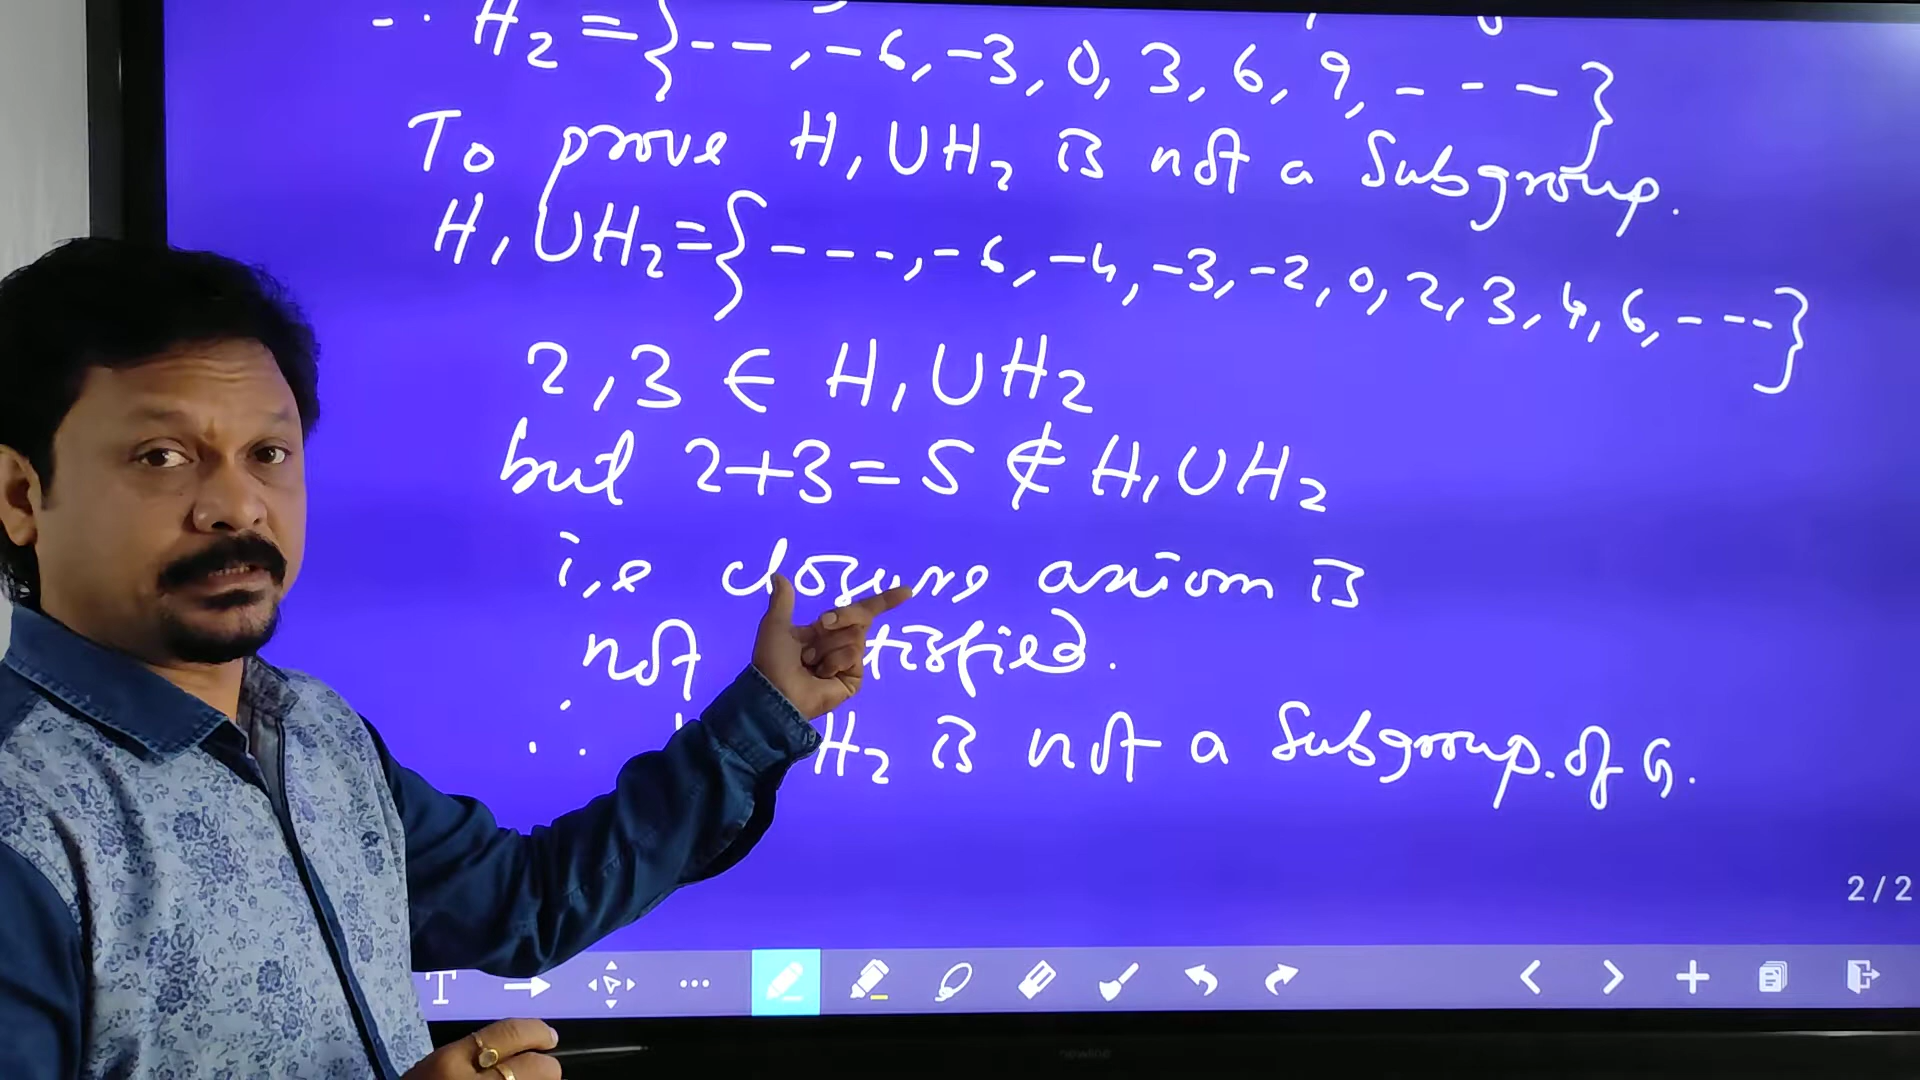 ∴ H₂ = {--, -6, -3, 0, 3, 6, 9, - - -}
To prove H₁UH₂ is not a Subgroup.
H₁UH₂ = {- - - -, -6, -4, -3, -2, 0, 2, 3, 4, 6, - - - -}
2, 3 ∈ H₁UH₂
but 2+3 = 5 ∉ H₁UH₂
i.e closure axiom is
not tisfied.
∴ H₂ is not a Subgroup. of G.
2/2
T
newline